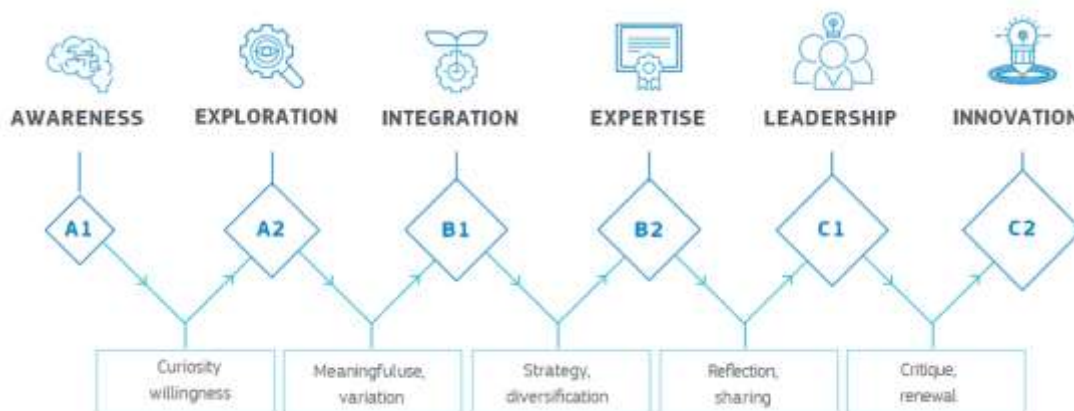 AWARENESS
EXPLORATION
INTEGRATION
EXPERTISE
LEADERSHIP
INNOVATION
A1
A2
B1
B2
C1
C2
Curiosity
willingness
Meaningfuluse,
variation
Strategy,
diversification
Reflection,
sharing
Critique,
renewal